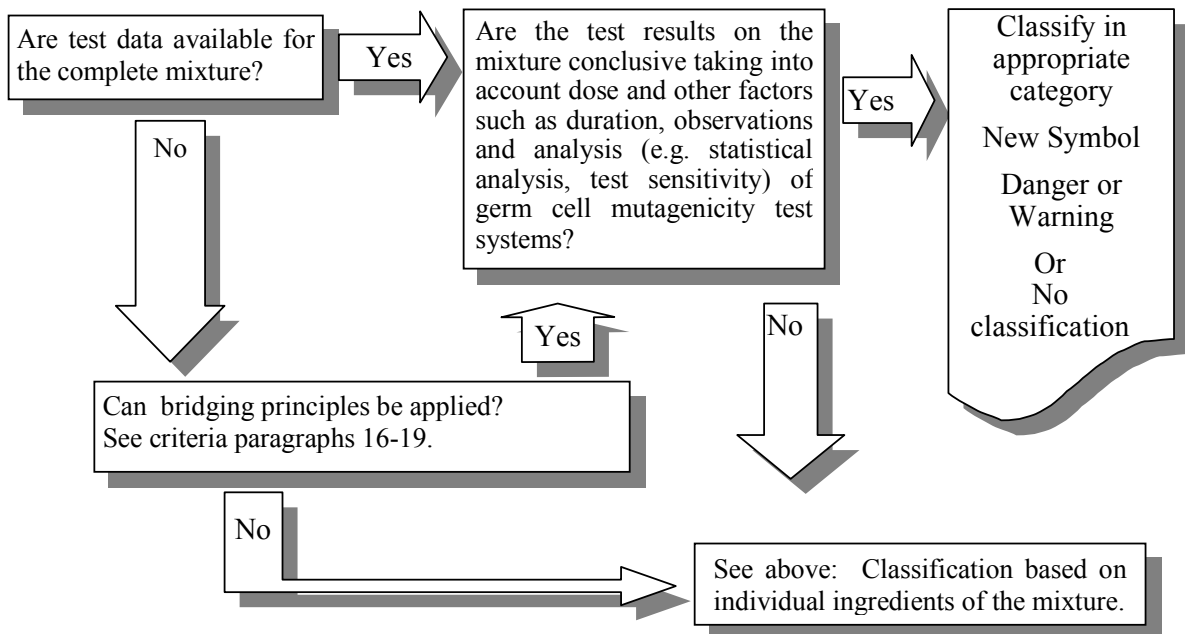 Are test data available for
the complete mixture?
Yes
Are the test results on the
mixture conclusive taking into
account dose and other factors
such as duration, observations
and analysis (e.g. statistical
analysis, test sensitivity) of
germ cell mutagenicity test
systems?
Yes
Classify in
appropriate
category
New Symbol
Danger or
Warning
Or
No
classification
No
Yes
No
Can bridging principles be applied?
See criteria paragraphs 16-19.
No
See above: Classification based on
individual ingredients of the mixture.